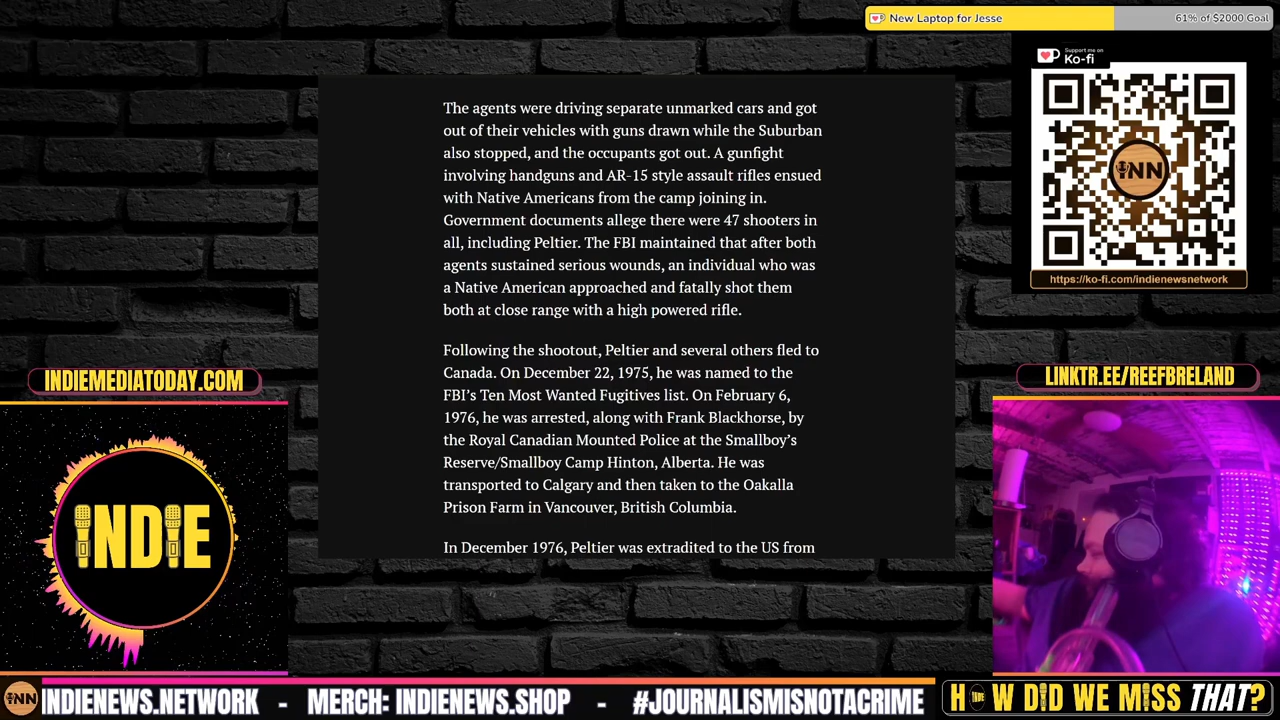 New Laptop for Jesse
61% of $2000 Goal
Support me on
Ko-fi
iNN
https://ko-fi.com/indienewsnetwork
The agents were driving separate unmarked cars and got
out of their vehicles with guns drawn while the Suburban
also stopped, and the occupants got out. A gunfight
involving handguns and AR-15 style assault rifles ensued
with Native Americans from the camp joining in.
Government documents allege there were 47 shooters in
all, including Peltier. The FBI maintained that after both
agents sustained serious wounds, an individual who was
a Native American approached and fatally shot them
both at close range with a high powered rifle.
Following the shootout, Peltier and several others fled to
Canada. On December 22, 1975, he was named to the
FBI’s Ten Most Wanted Fugitives list. On February 6,
1976, he was arrested, along with Frank Blackhorse, by
the Royal Canadian Mounted Police at the Smallboy’s
Reserve/Smallboy Camp Hinton, Alberta. He was
transported to Calgary and then taken to the Oakalla
Prison Farm in Vancouver, British Columbia.
In December 1976, Peltier was extradited to the US from
INDIEMEDIATODAY.COM
INDIE
LINKTR.EE/REEFBRELAND
iNN
INDIENEWS.NETWORK - MERCH: INDIENEWS.SHOP - #JOURNALISMISNOTACRIME
HOW DID WE MISS THAT?